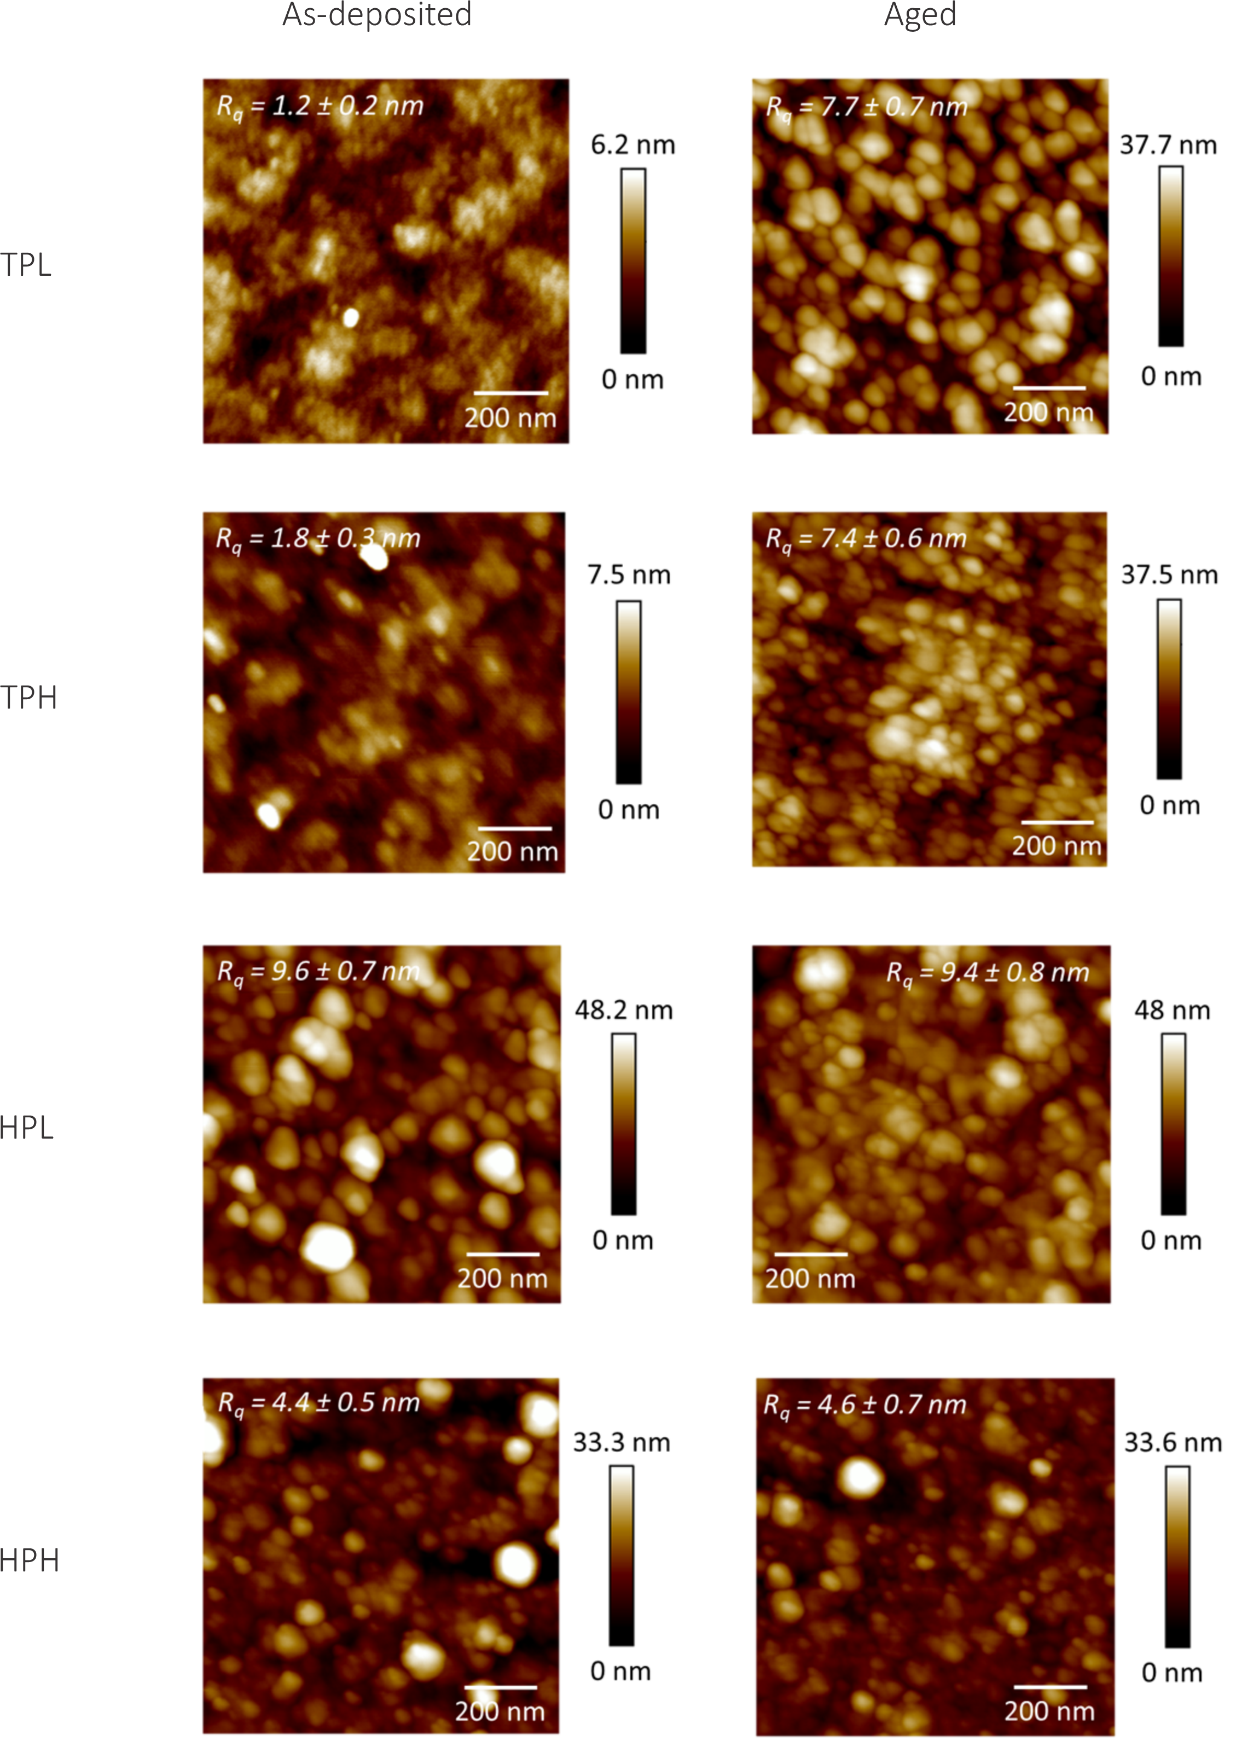 As-deposited Aged
TPL
Rq = 1.2 ± 0.2 nm
6.2 nm
0 nm
200 nm
Rq = 7.7 ± 0.7 nm
37.7 nm
0 nm
200 nm
TPH
Rq = 1.8 ± 0.3 nm
7.5 nm
0 nm
200 nm
Rq = 7.4 ± 0.6 nm
37.5 nm
0 nm
200 nm
HPL
Rq = 9.6 ± 0.7 nm
48.2 nm
0 nm
200 nm
Rq = 9.4 ± 0.8 nm
48 nm
0 nm
200 nm
HPH
Rq = 4.4 ± 0.5 nm
33.3 nm
0 nm
200 nm
Rq = 4.6 ± 0.7 nm
33.6 nm
0 nm
200 nm